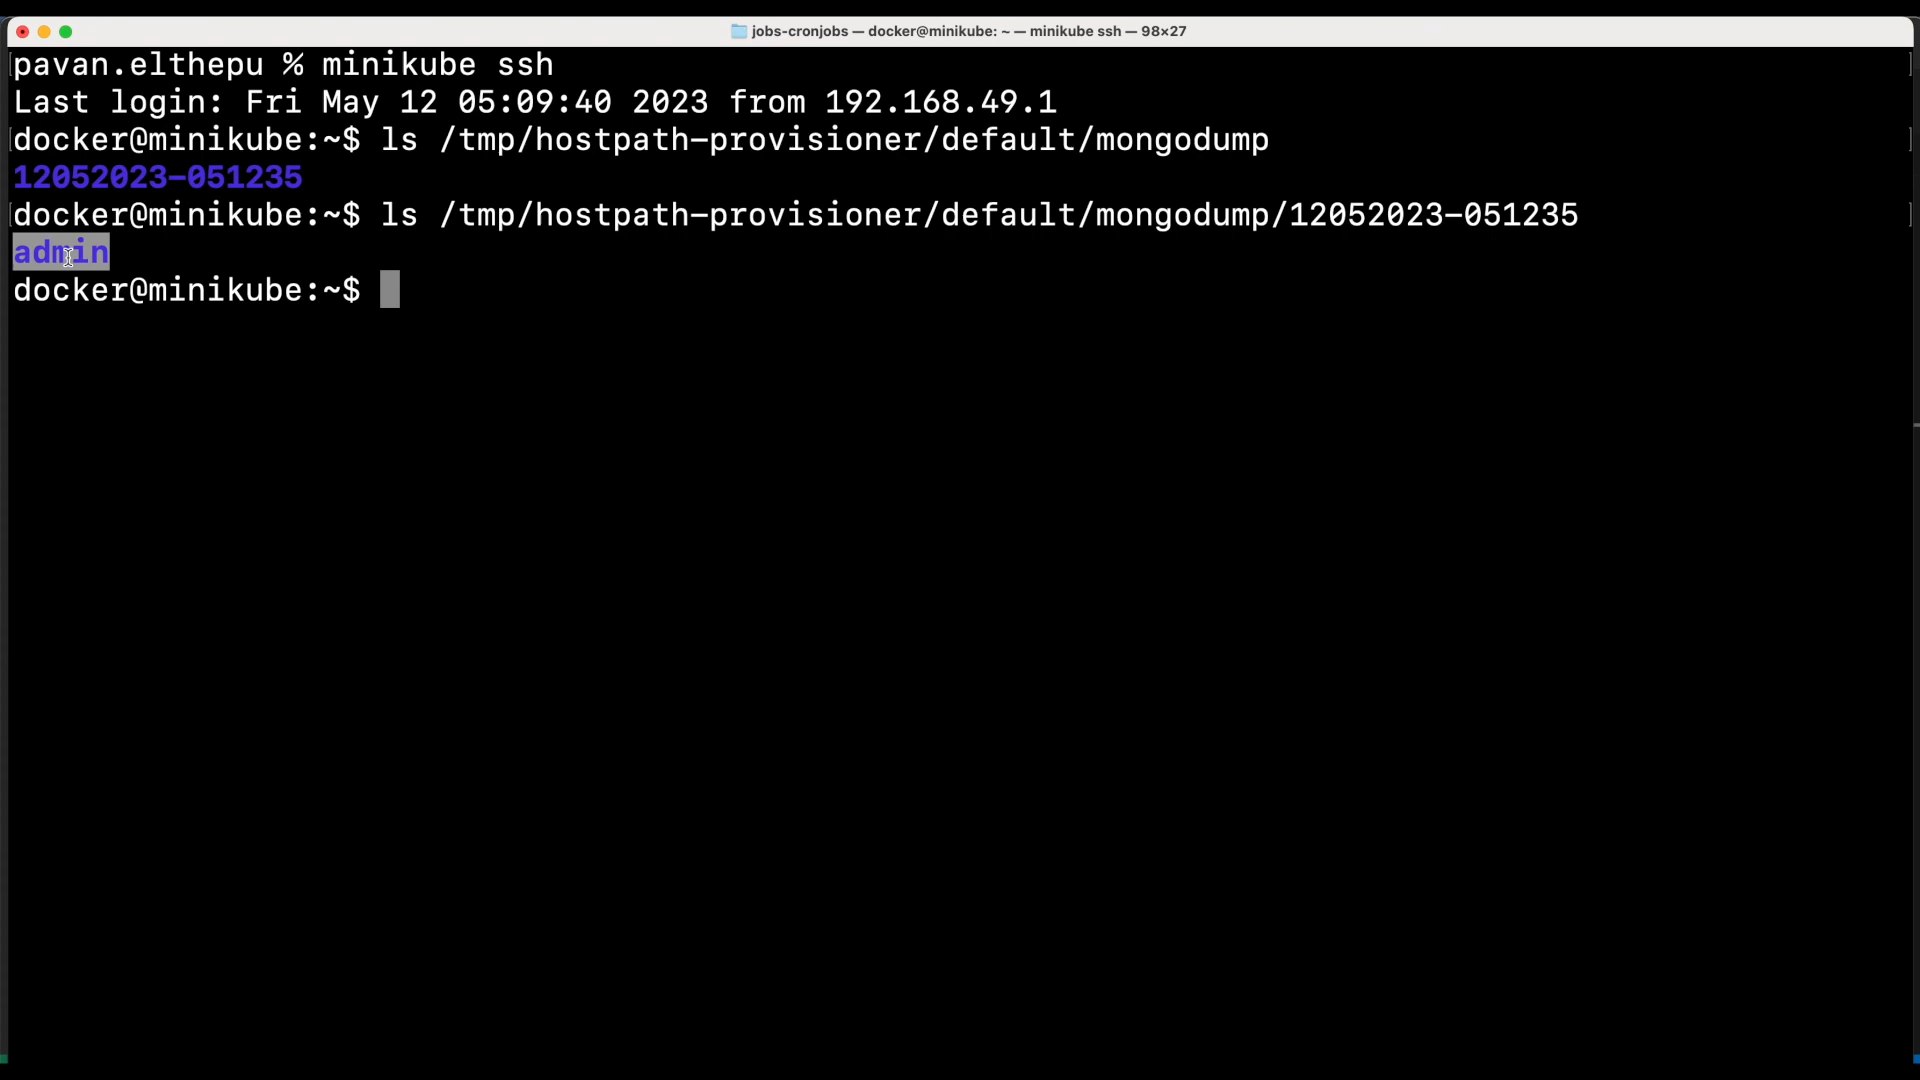 jobs-cronjobs — docker@minikube: ~ — minikube ssh — 98×27
pavan.elthepu % minikube ssh
Last login: Fri May 12 05:09:40 2023 from 192.168.49.1
docker@minikube:~$ ls /tmp/hostpath-provisioner/default/mongodump
12052023-051235
docker@minikube:~$ ls /tmp/hostpath-provisioner/default/mongodump/12052023-051235
admin
docker@minikube:~$